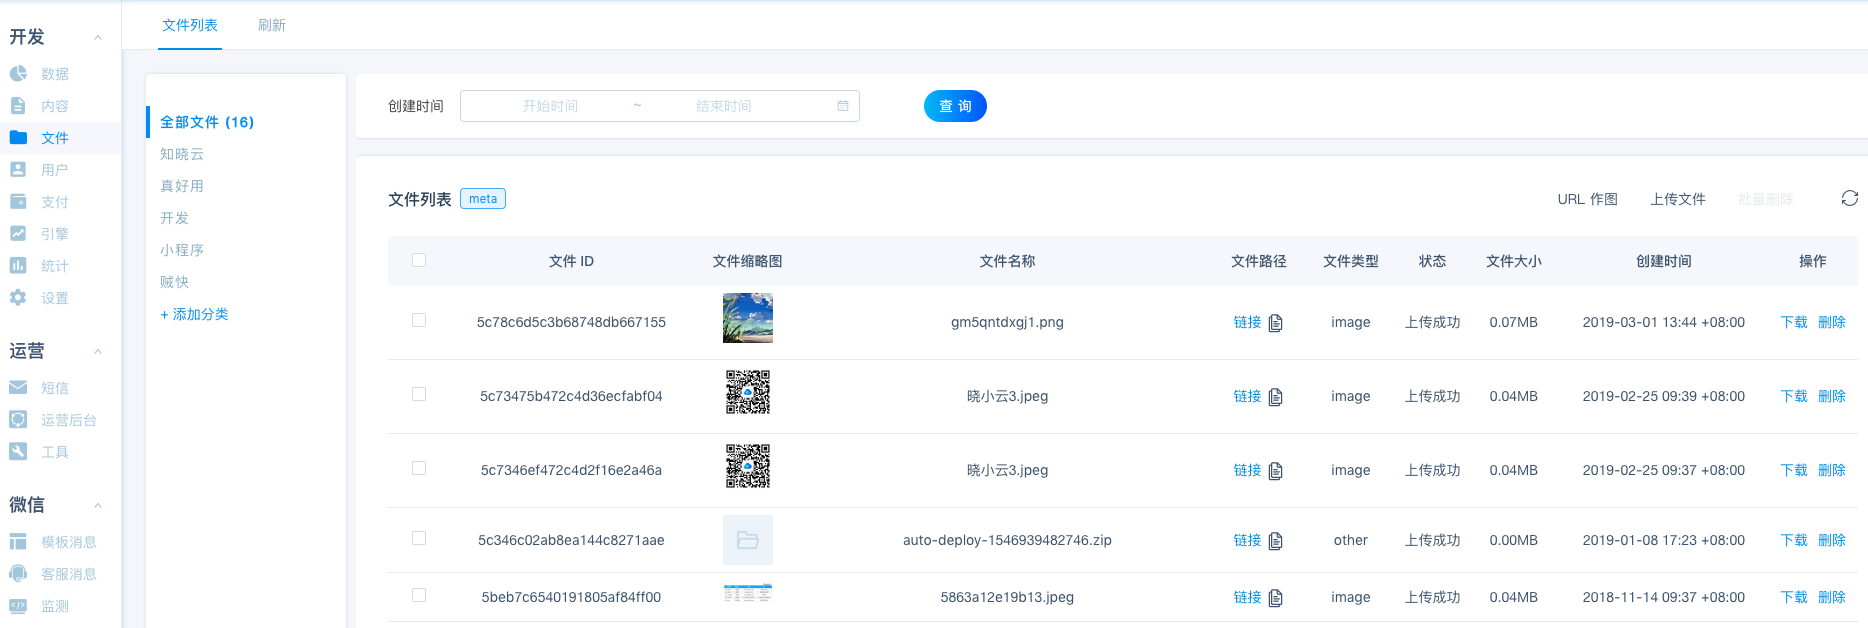 文件列表 刷新
开发
数据
内容
文件
用户
支付
引擎
统计
设置
运营
短信
运营后台
工具
微信
模板消息
客服消息
监测
全部文件 (16)
知晓云
真好用
开发
小程序
贼快
+ 添加分类
创建时间 开始时间 ~ 结束时间 查 询
文件列表 meta URL 作图 上传文件 批量删除
文件 ID 文件缩略图 文件名称 文件路径 文件类型 状态 文件大小 创建时间 操作
5c78c6d5c3b68748db667155 gm5qntdxgj1.png 链接 image 上传成功 0.07MB 2019-03-01 13:44 +08:00 下载 删除
5c73475b472c4d36ecfabf04 晓小云3.jpeg 链接 image 上传成功 0.04MB 2019-02-25 09:39 +08:00 下载 删除
5c7346ef472c4d2f16e2a46a 晓小云3.jpeg 链接 image 上传成功 0.04MB 2019-02-25 09:37 +08:00 下载 删除
5c346c02ab8ea144c8271aae auto-deploy-1546939482746.zip 链接 other 上传成功 0.00MB 2019-01-08 17:23 +08:00 下载 删除
5beb7c6540191805af84ff00 5863a12e19b13.jpeg 链接 image 上传成功 0.04MB 2018-11-14 09:37 +08:00 下载 删除